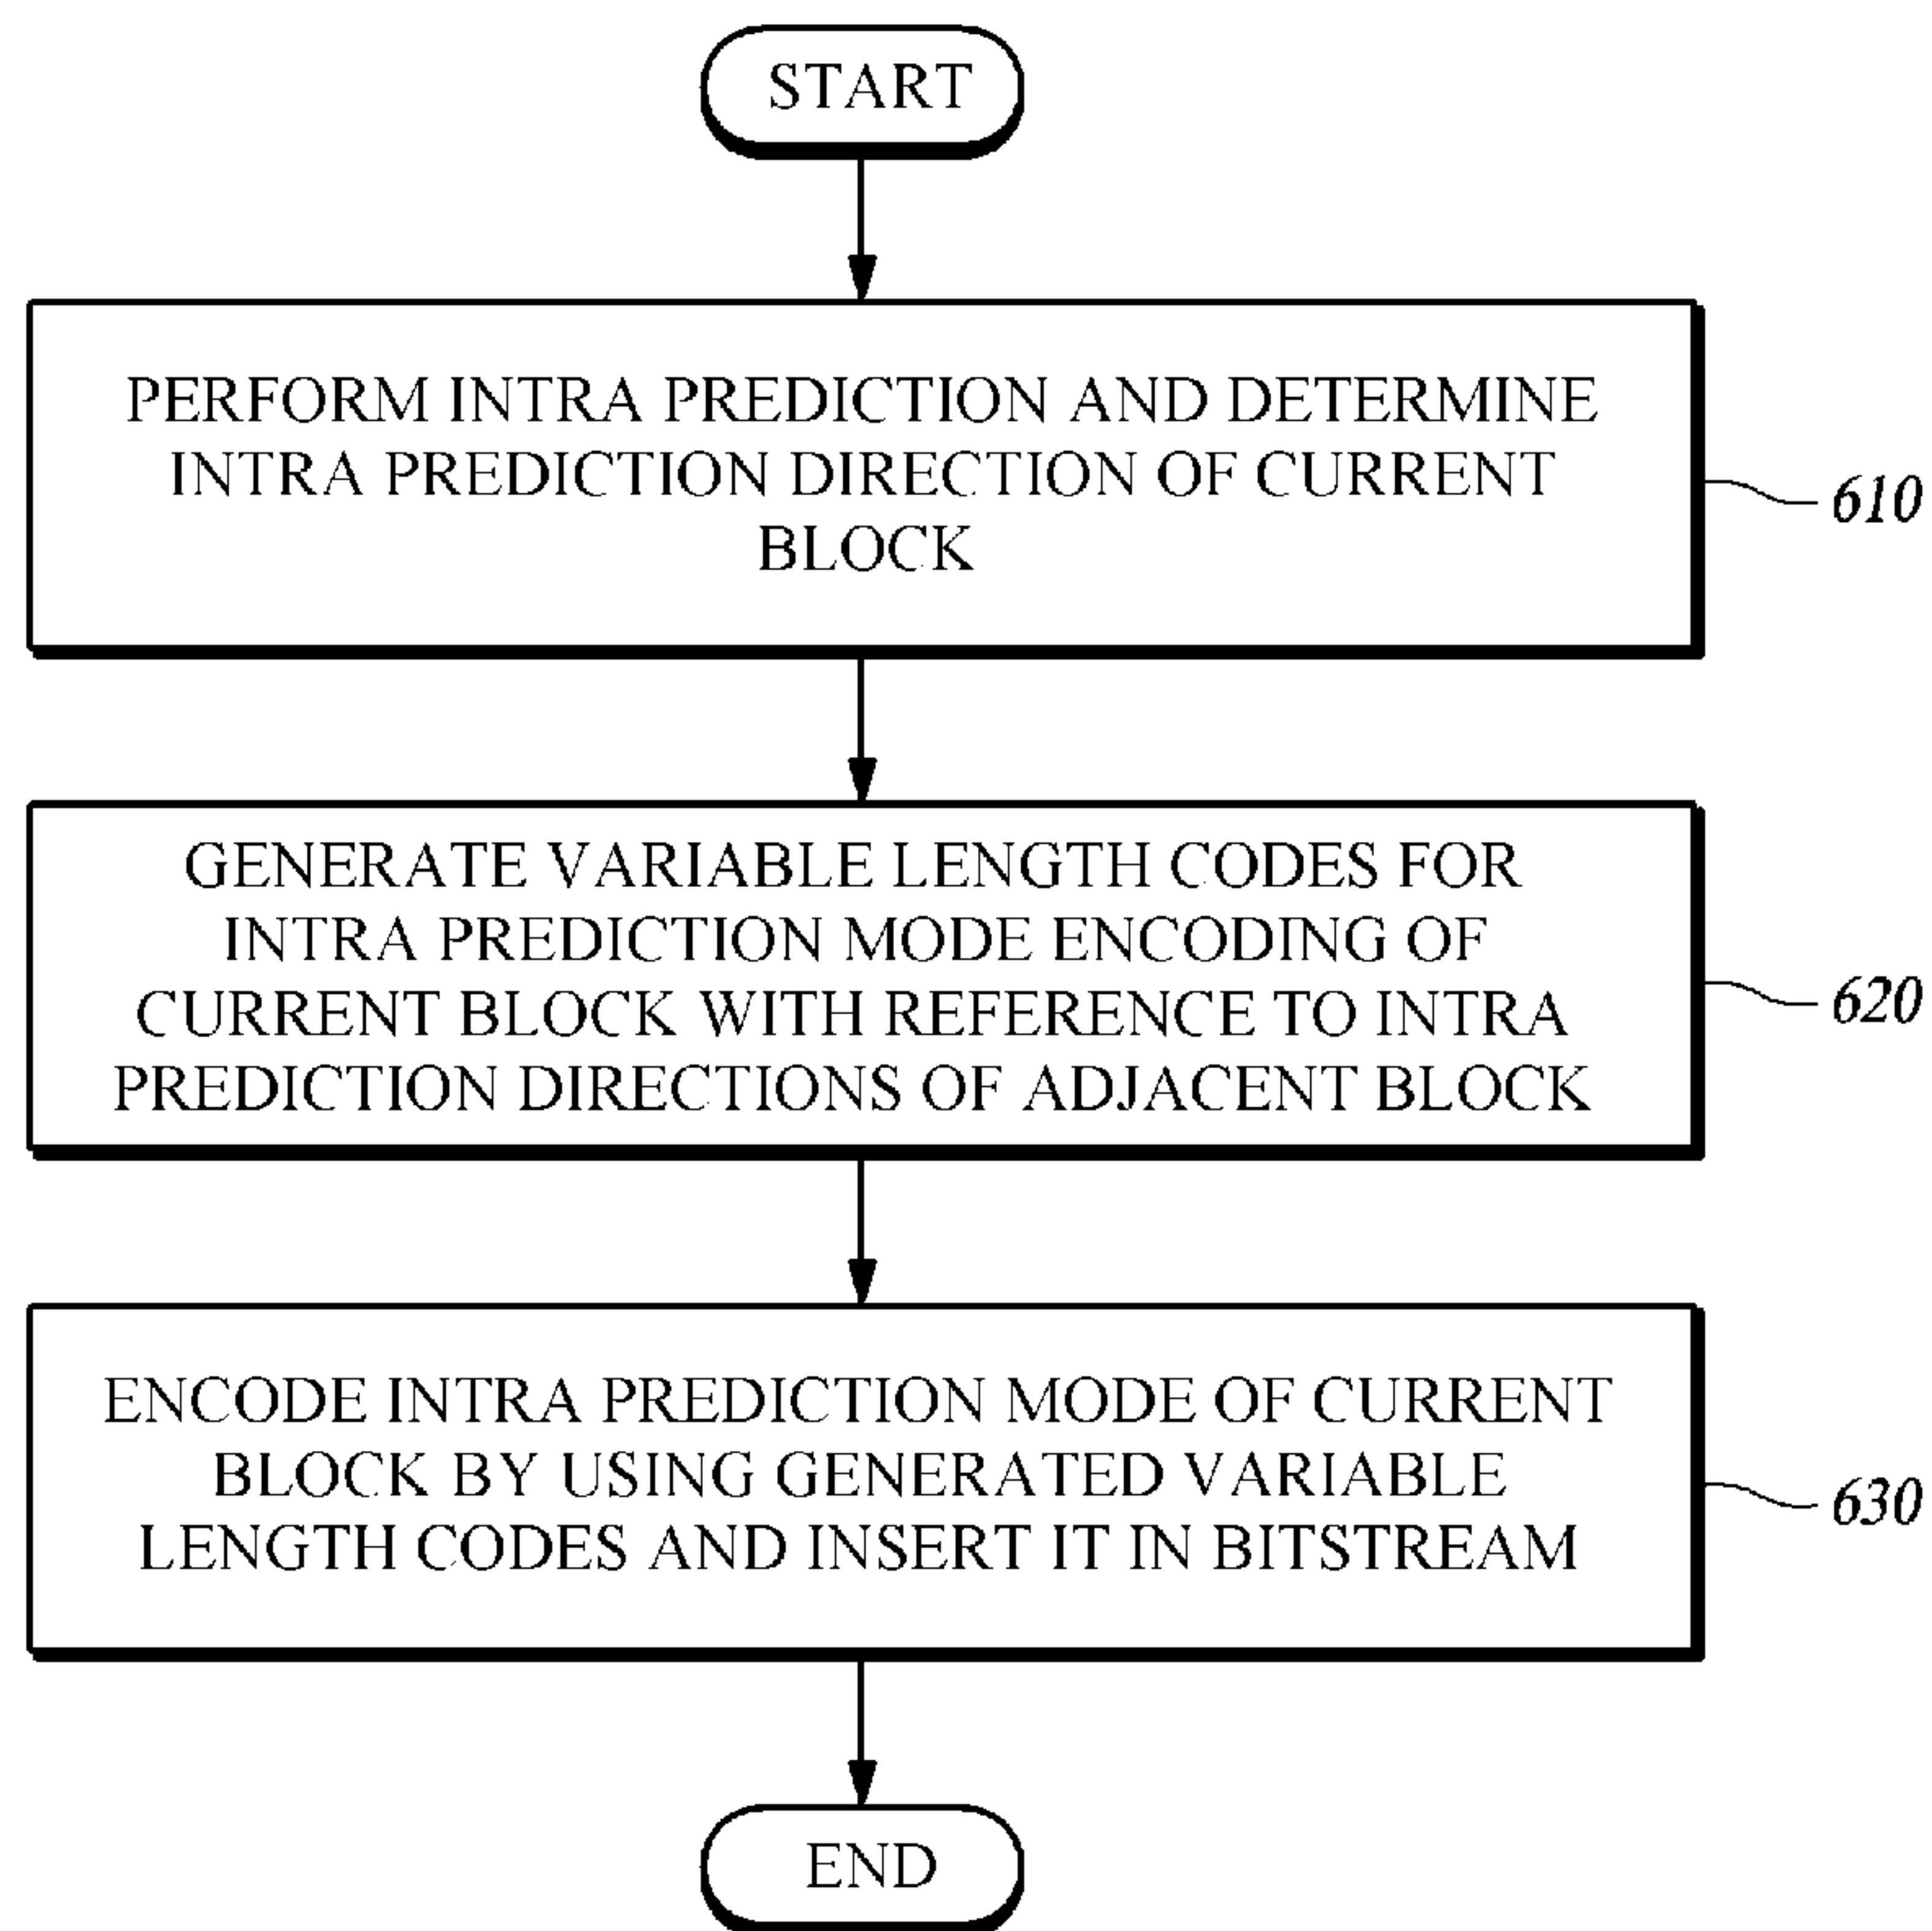 START
PERFORM INTRA PREDICTION AND DETERMINE
INTRA PREDICTION DIRECTION OF CURRENT
BLOCK
610
GENERATE VARIABLE LENGTH CODES FOR
INTRA PREDICTION MODE ENCODING OF
CURRENT BLOCK WITH REFERENCE TO INTRA
PREDICTION DIRECTIONS OF ADJACENT BLOCK
620
ENCODE INTRA PREDICTION MODE OF CURRENT
BLOCK BY USING GENERATED VARIABLE
LENGTH CODES AND INSERT IT IN BITSTREAM
630
END